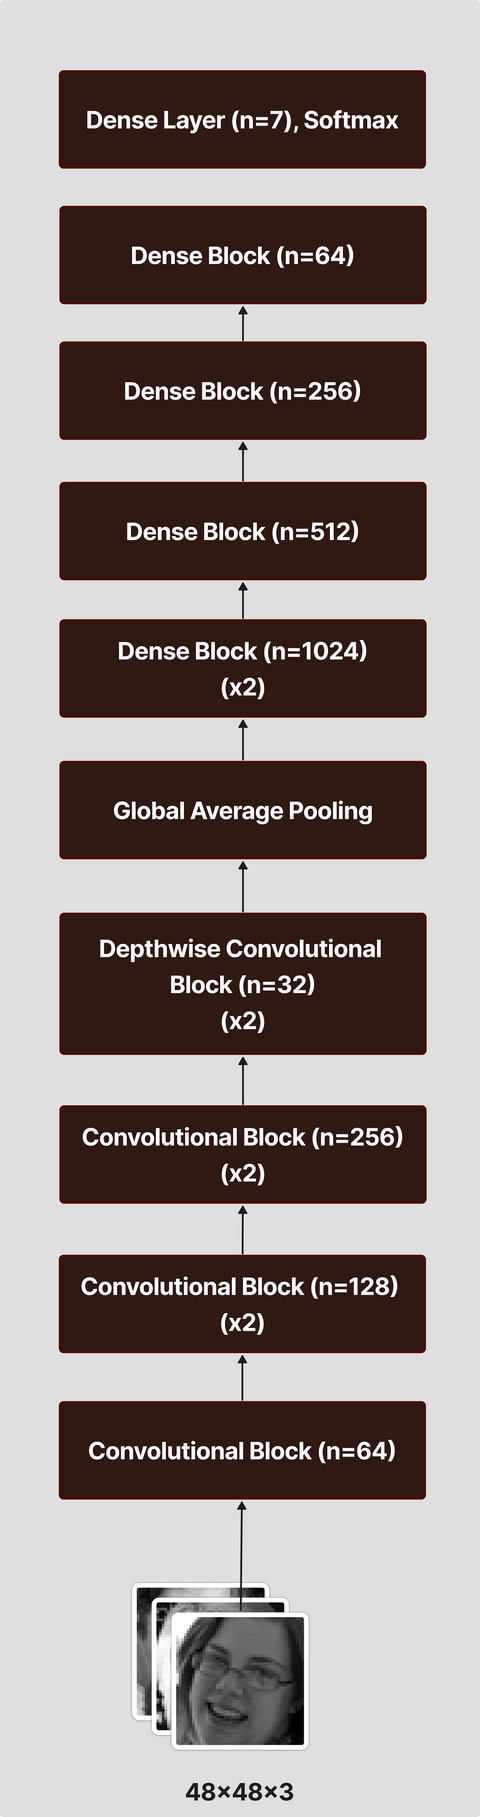 Dense Layer (n=7), Softmax
Dense Block (n=64)
Dense Block (n=256)
Dense Block (n=512)
Dense Block (n=1024)
(x2)
Global Average Pooling
Depthwise Convolutional
Block (n=32)
(x2)
Convolutional Block (n=256)
(x2)
Convolutional Block (n=128)
(x2)
Convolutional Block (n=64)
48×48×3